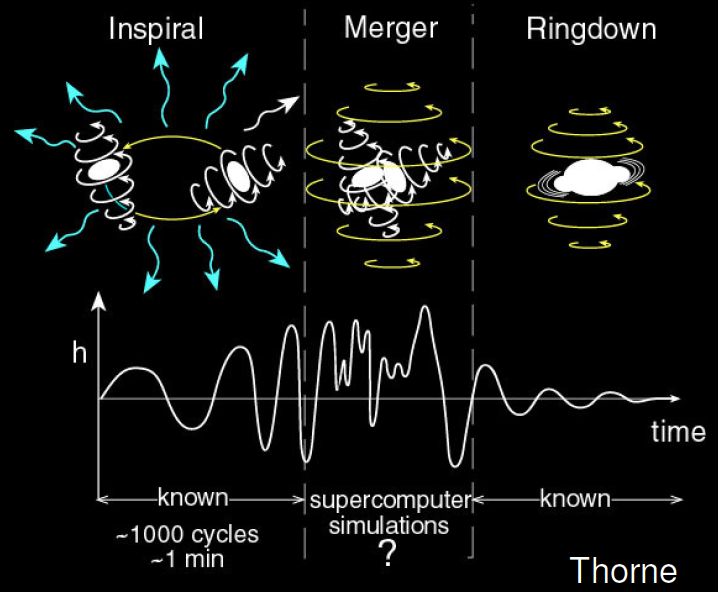 Inspiral
Merger
Ringdown
h
time
known
supercomputer
simulations
?
known
~1000 cycles
~1 min
Thorne